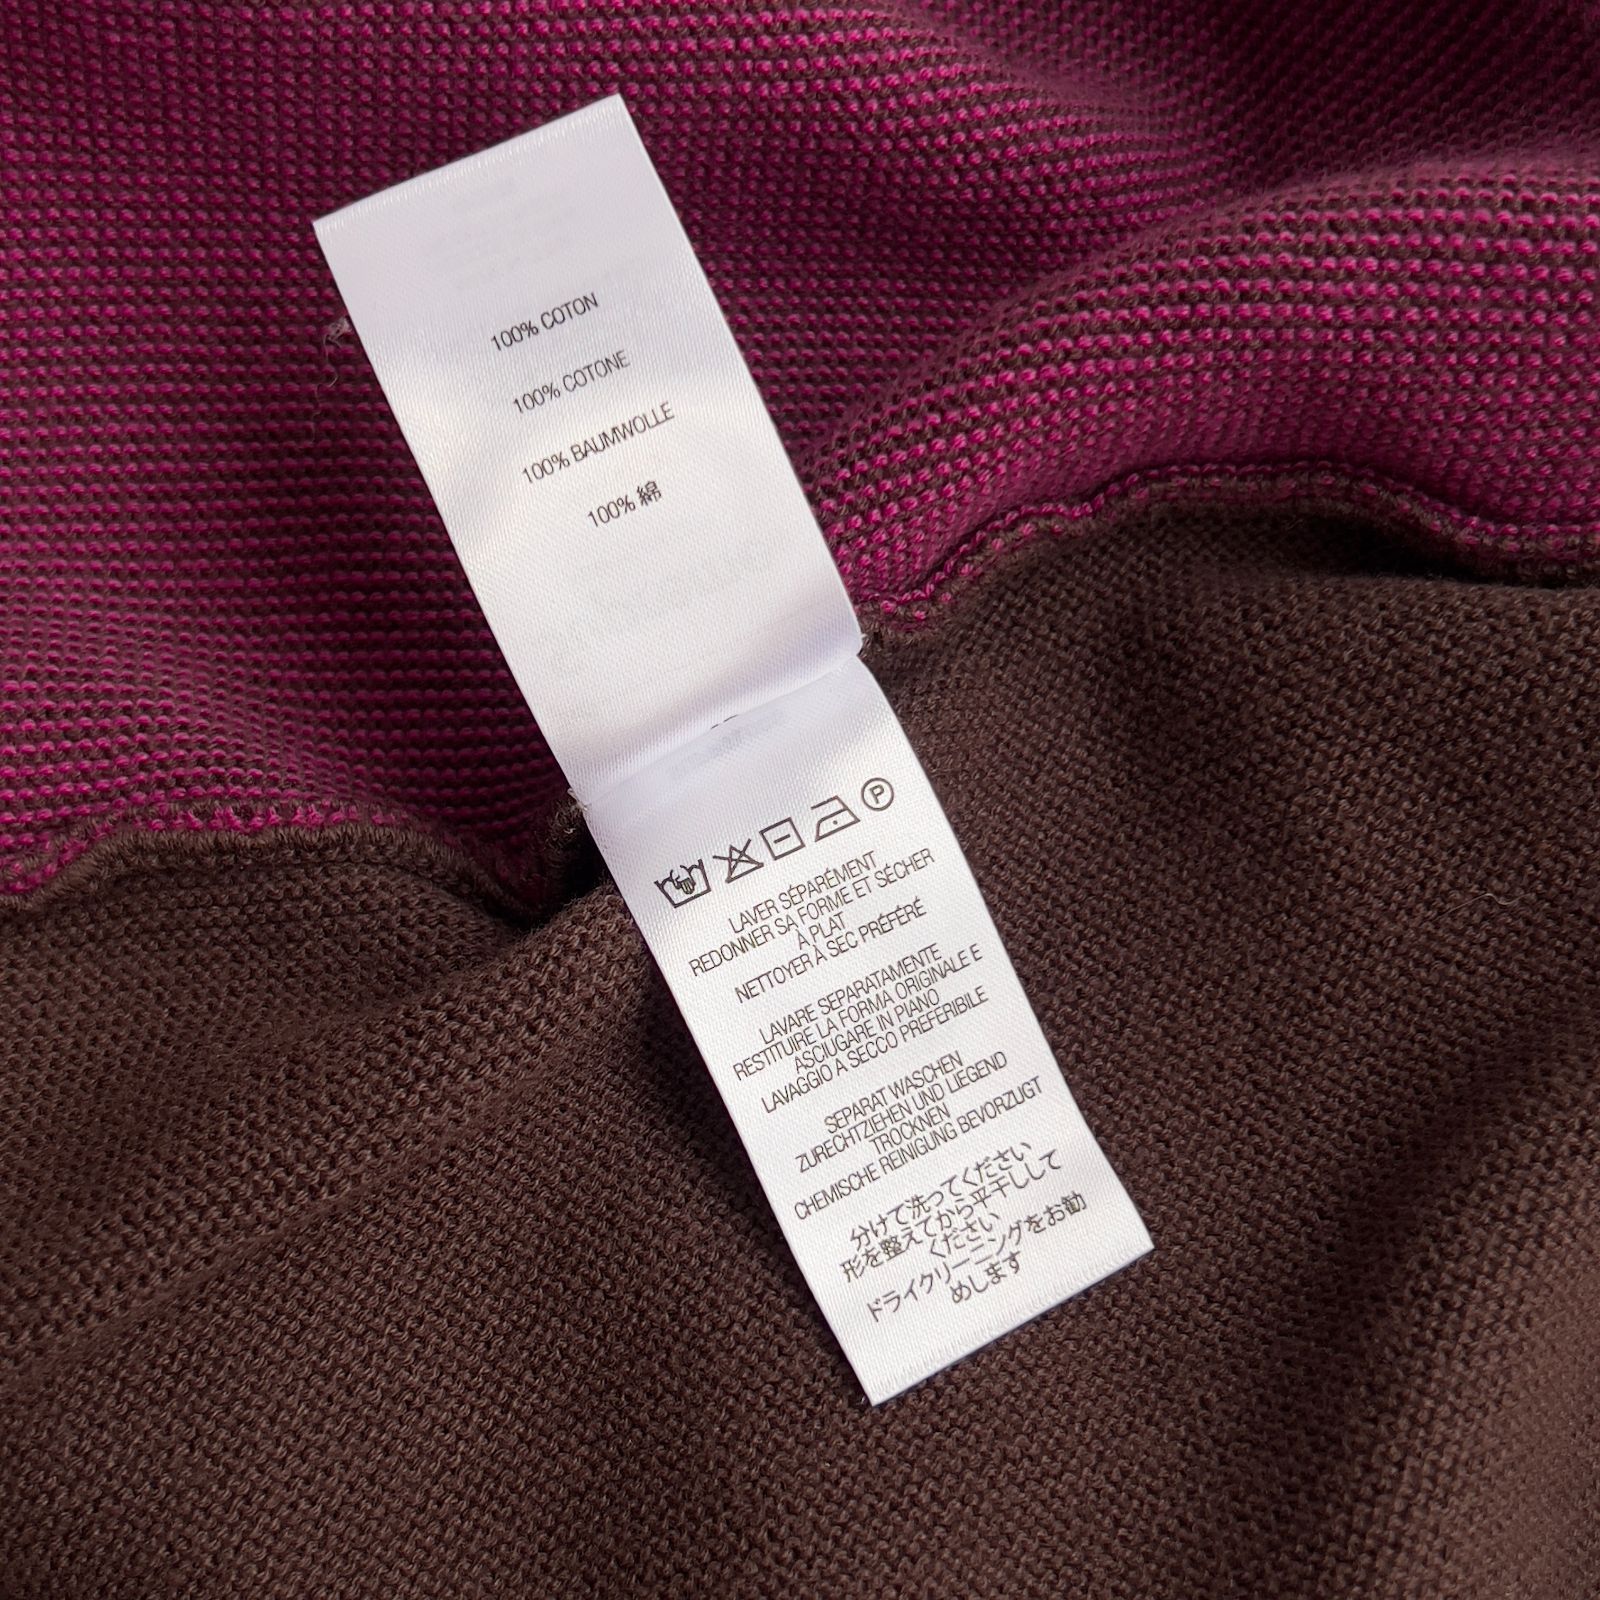 100% COTON
100% COTONE
100% BAUMWOLLE
100% 綿
P
LAVER SÉPARÉMENT
REDONNER SA FORME ET SÉCHER
À PLAT
NETTOYER À SEC PRÉFÉRÉ
LAVARE SEPARATAMENTE
RESTITUIRE LA FORMA ORIGINALE E
ASCIUGARE IN PIANO
LAVAGGIO A SECCO PREFERIBILE
SEPARAT WASCHEN
ZURECHTZIEHEN UND LIEGEND
TROCKNEN
CHEMISCHE REINIGUNG BEVORZUGT
分けて洗ってください
形を整えてから平干しして
ください
ドライクリーニングをお勧
めします